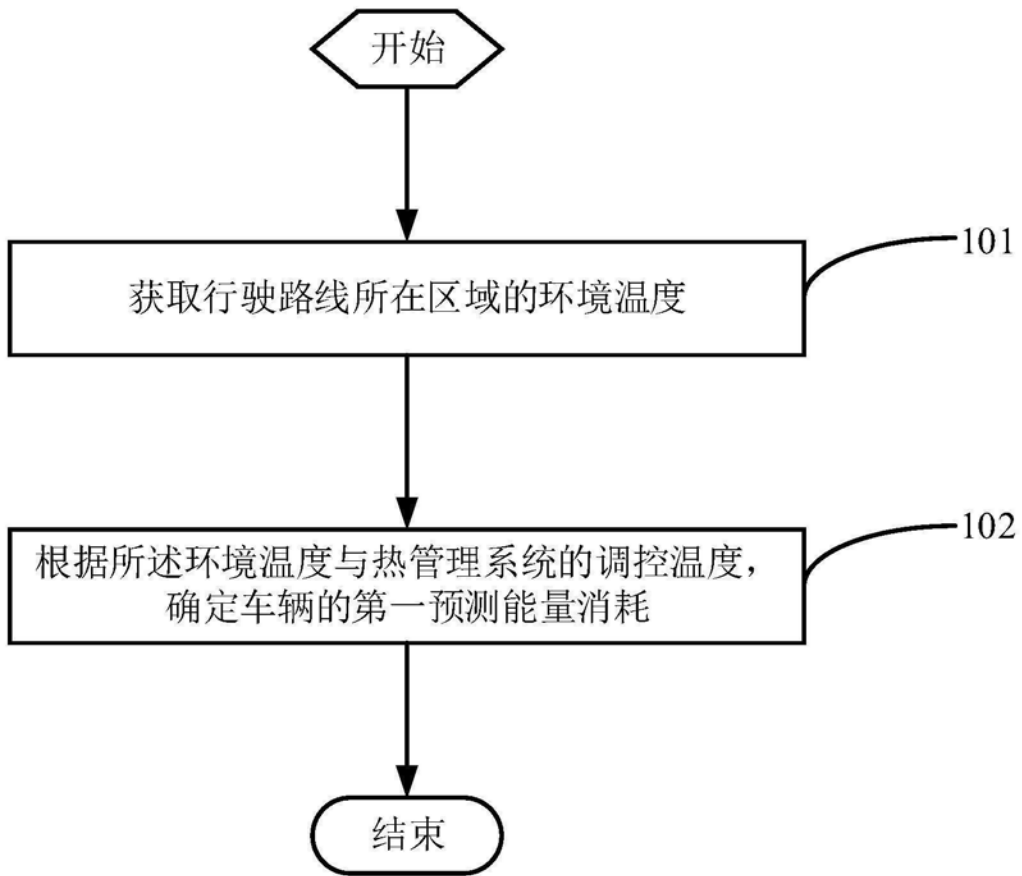 开始
获取行驶路线所在区域的环境温度
101
根据所述环境温度与热管理系统的调控温度,
确定车辆的第一预测能量消耗
102
结束